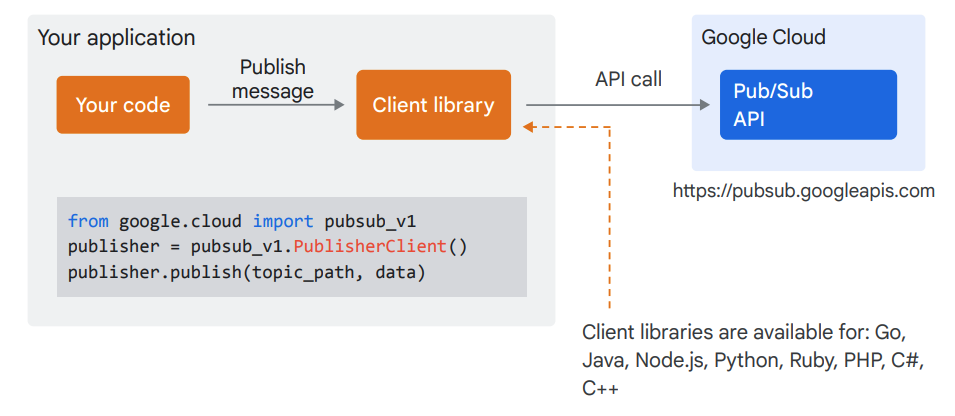 Your application
Your code
Publish
message
Client library
API call
Google Cloud
Pub/Sub
API
https://pubsub.googleapis.com
from google.cloud import pubsub_v1
publisher = pubsub_v1.PublisherClient()
publisher.publish(topic_path, data)
Client libraries are available for: Go,
Java, Node.js, Python, Ruby, PHP, C#,
C++